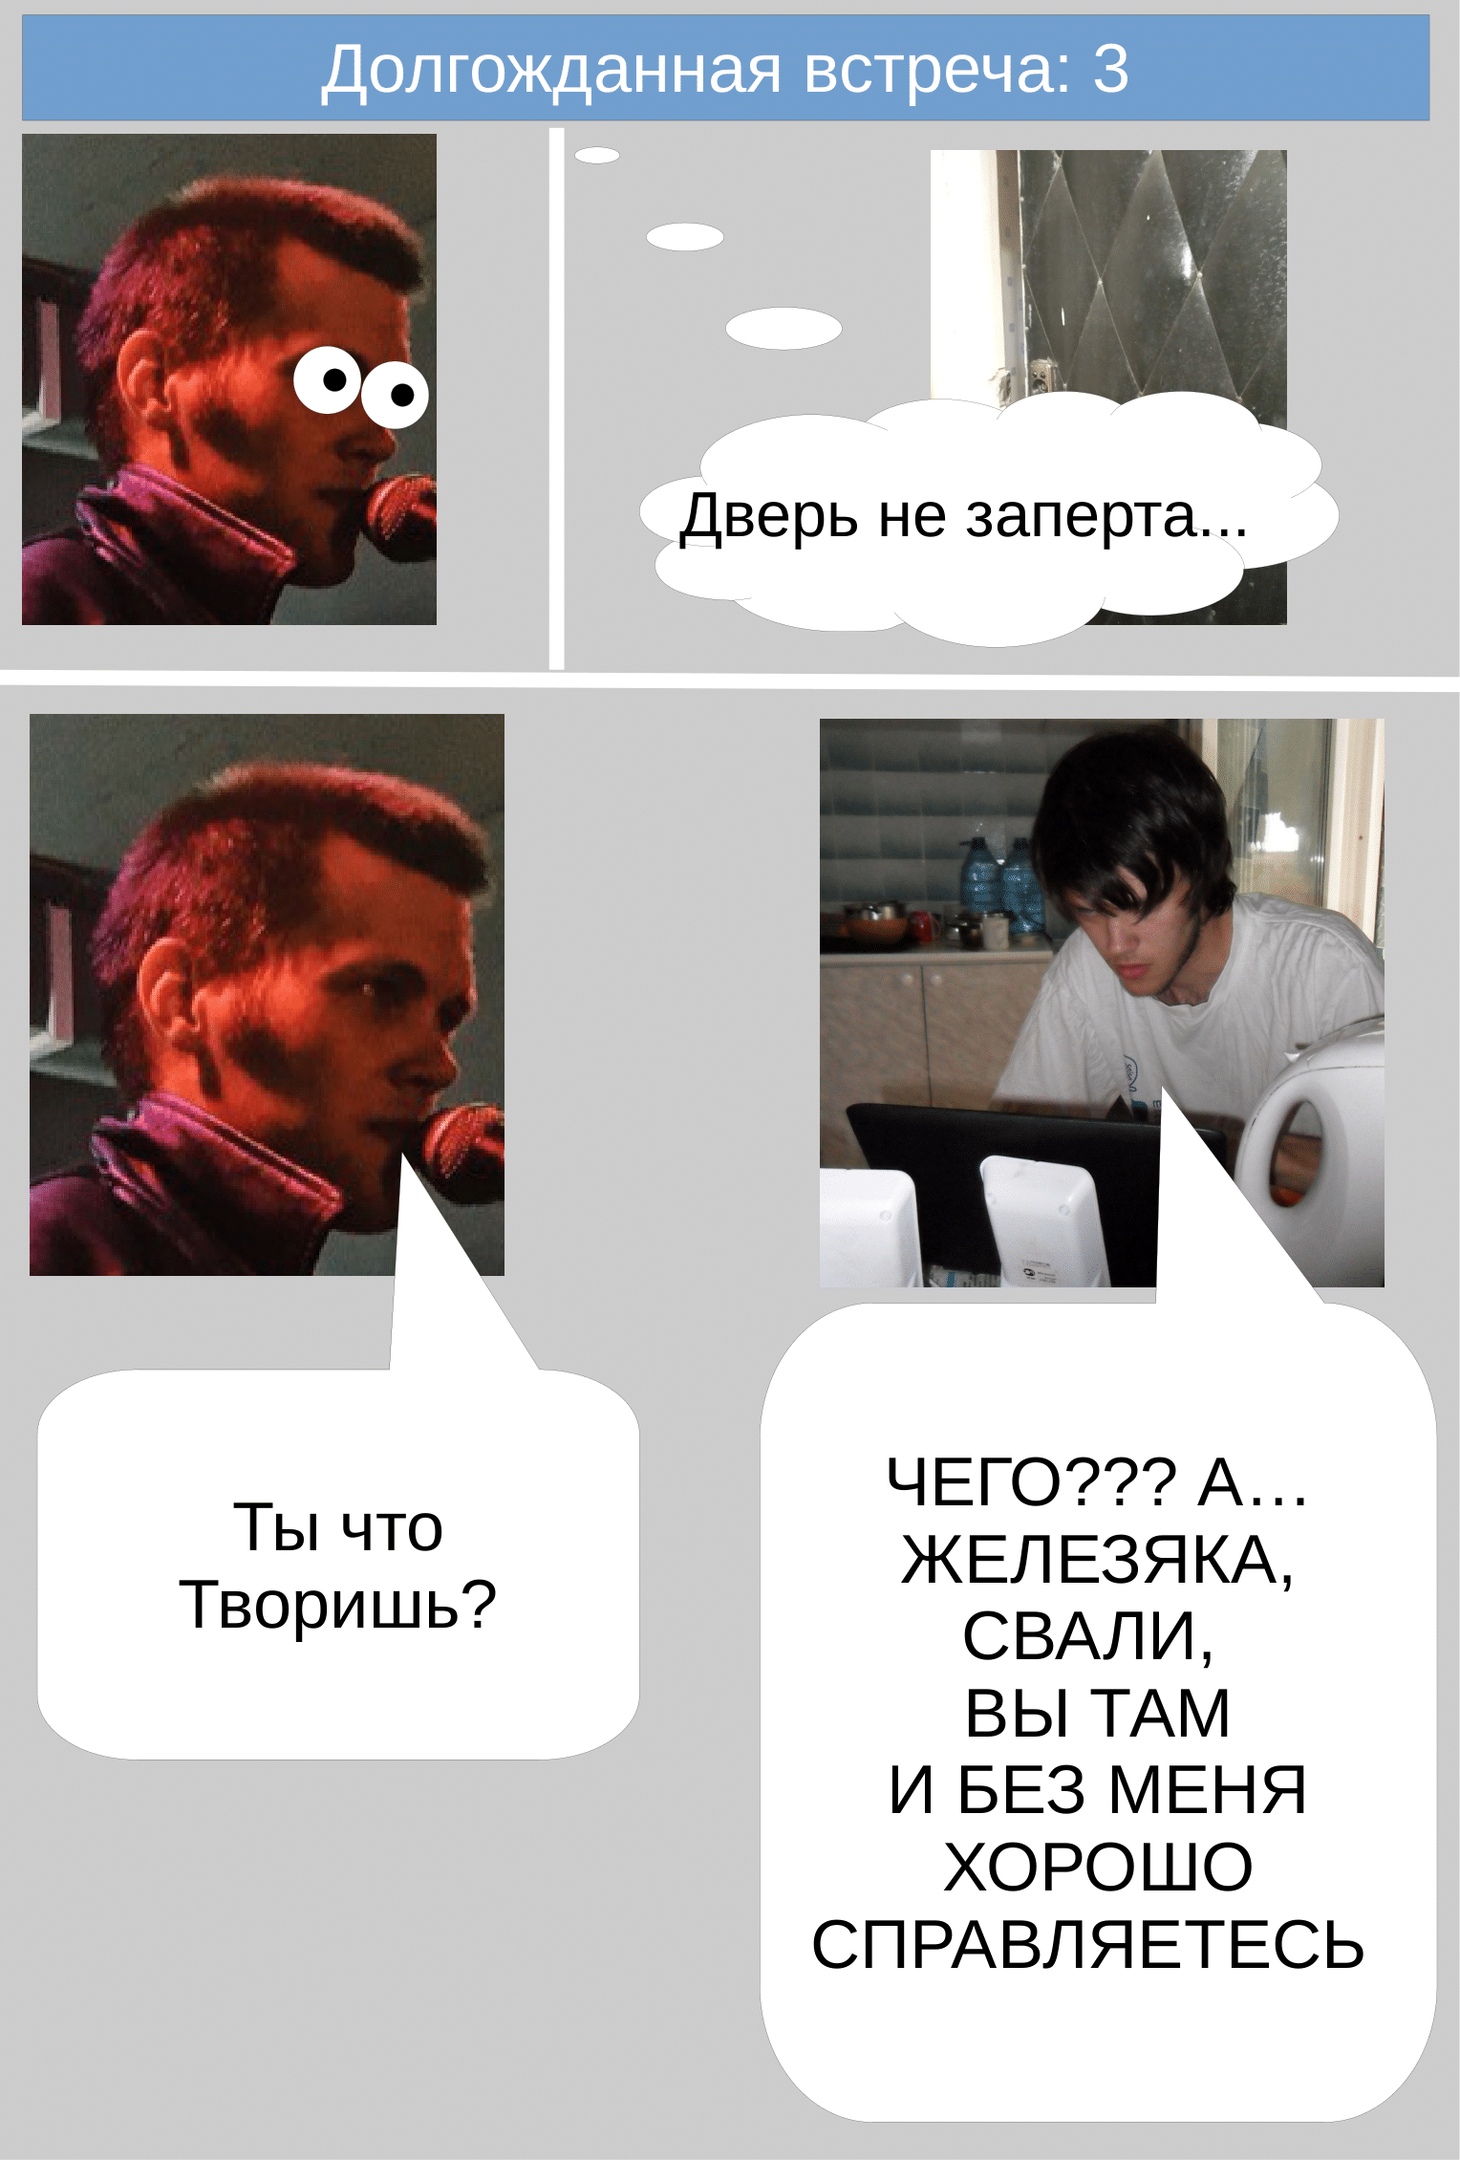 Долгожданная встреча: 3
Дверь не заперта...
Ты что
Творишь?
ЧЕГО??? А…
ЖЕЛЕЗЯКА,
СВАЛИ,
ВЫ ТАМ
И БЕЗ МЕНЯ
ХОРОШО
СПРАВЛЯЕТЕСЬ